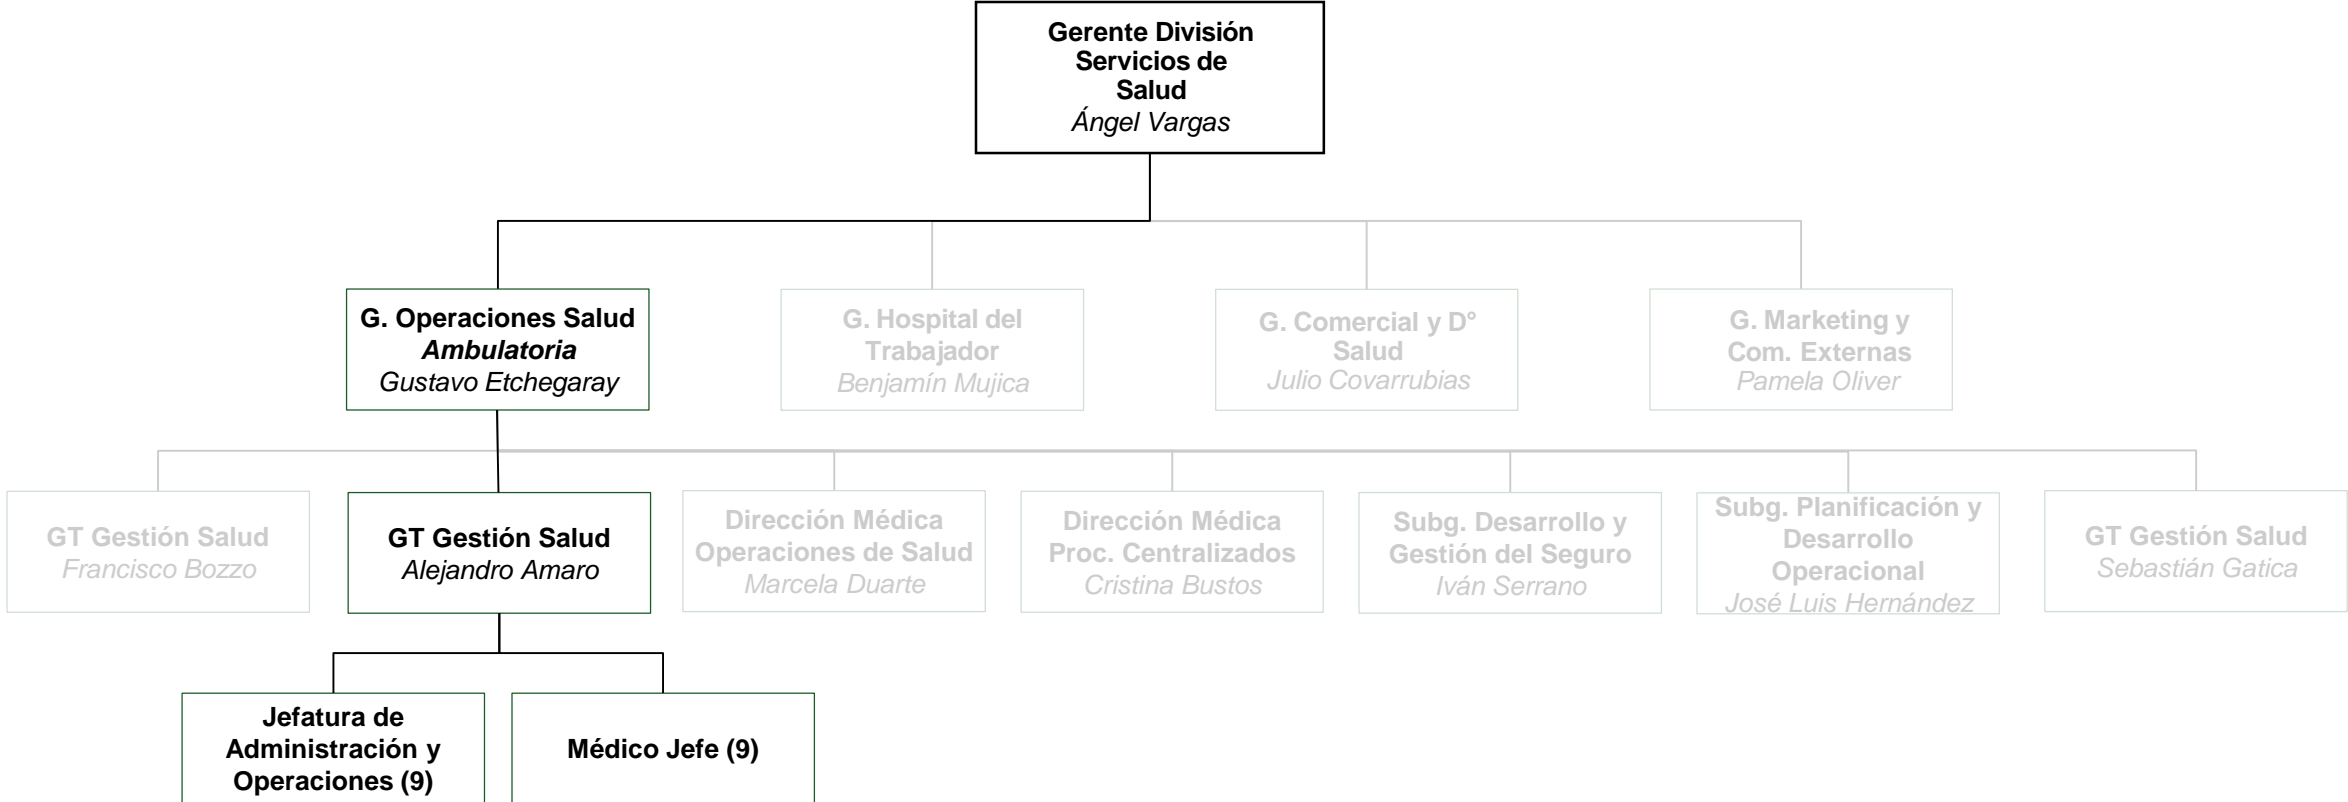 Gerente División
Servicios de
Salud
Ángel Vargas
G. Operaciones Salud
Ambulatoria
Gustavo Etchegaray
G. Hospital del
Trabajador
Benjamín Mujica
G. Comercial y D°
Salud
Julio Covarrubias
G. Marketing y
Com. Externas
Pamela Oliver
GT Gestión Salud
Francisco Bozzo
GT Gestión Salud
Alejandro Amaro
Dirección Médica
Operaciones de Salud
Marcela Duarte
Dirección Médica
Proc. Centralizados
Cristina Bustos
Subg. Desarrollo y
Gestión del Seguro
Iván Serrano
Subg. Planificación y
Desarrollo
Operacional
José Luis Hernández
GT Gestión Salud
Sebastián Gatica
Jefatura de
Administración y
Operaciones (9)
Médico Jefe (9)